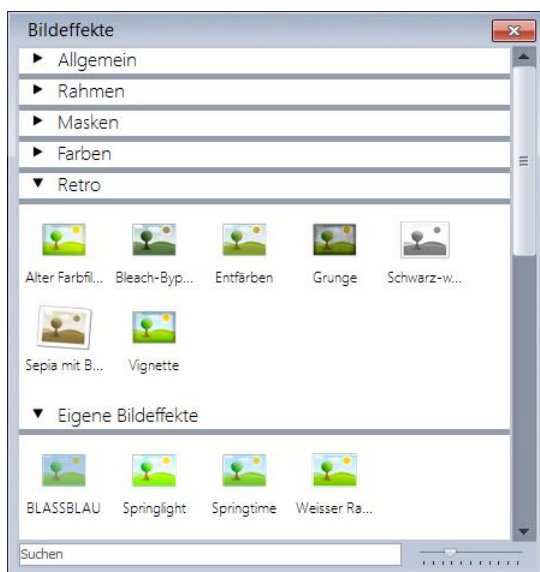 Bildeffekte
Allgemein
Rahmen
Masken
Farben
Retro
Alter Farbfil... Bleach-Byp... Entfärben Grunge Schwarz-w...
Sepia mit B... Vignette
Eigene Bildeffekte
BLASSBLAU Springlight Springtime Weisser Ra...
Suchen